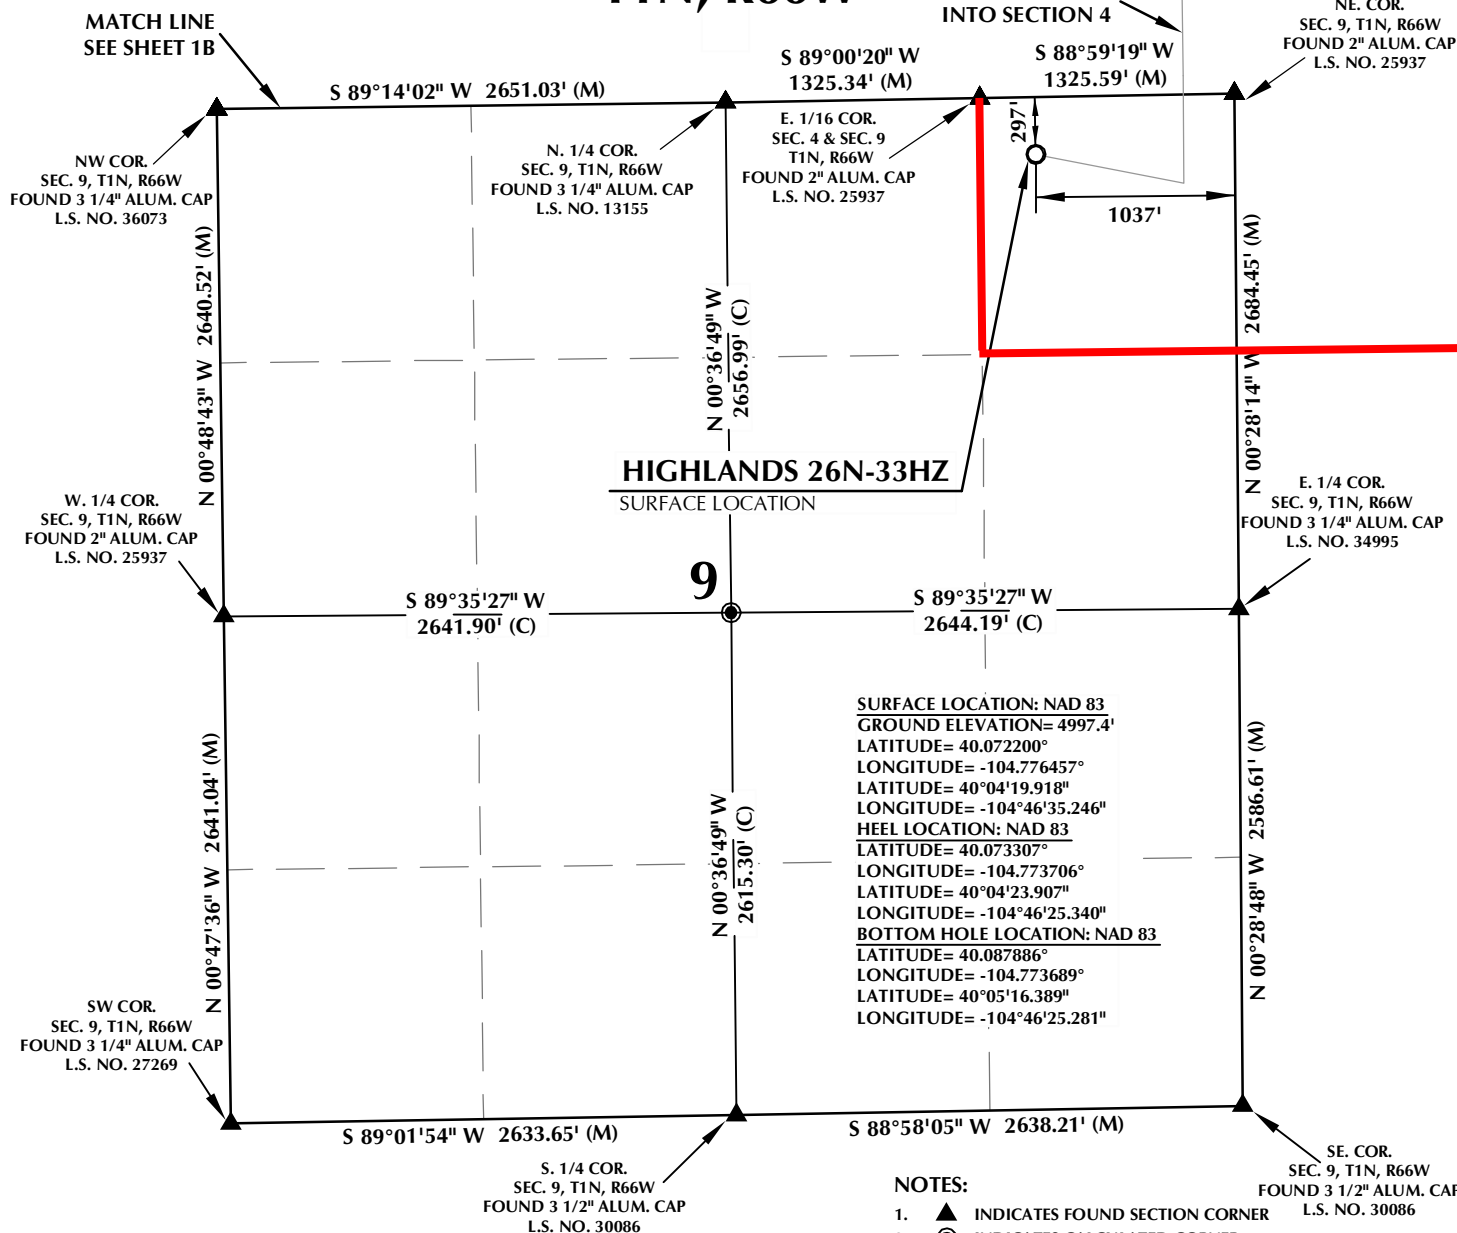 MATCH LINE
SEE SHEET 1B
INTO SECTION 4
NE. COR.
SEC. 9, T1N, R66W
FOUND 2" ALUM. CAP
L.S. NO. 25937
S 89°14'02" W 2651.03' (M)
S 89°00'20" W
1325.34' (M)
S 88°59'19" W
1325.59' (M)
NW COR.
SEC. 9, T1N, R66W
FOUND 3 1/4" ALUM. CAP
L.S. NO. 36073
N. 1/4 COR.
SEC. 9, T1N, R66W
FOUND 3 1/4" ALUM. CAP
L.S. NO. 13155
E. 1/16 COR.
SEC. 4 & SEC. 9
T1N, R66W
FOUND 2" ALUM. CAP
L.S. NO. 25937
297'
1037'
N 00°48'43" W 2640.52' (M)
N 00°36'49" W
2656.99' (C)
N 00°28'14" W 2684.45' (M)
HIGHLANDS 26N-33HZ
SURFACE LOCATION
W. 1/4 COR.
SEC. 9, T1N, R66W
FOUND 2" ALUM. CAP
L.S. NO. 25937
E. 1/4 COR.
SEC. 9, T1N, R66W
FOUND 3 1/4" ALUM. CAP
L.S. NO. 34995
9
S 89°35'27" W
2641.90' (C)
S 89°35'27" W
2644.19' (C)
SURFACE LOCATION: NAD 83
GROUND ELEVATION= 4997.4'
LATITUDE= 40.072200°
LONGITUDE= -104.776457°
LATITUDE= 40°04'19.918"
LONGITUDE= -104°46'35.246"
HEEL LOCATION: NAD 83
LATITUDE= 40.073307°
LONGITUDE= -104.773706°
LATITUDE= 40°04'23.907"
LONGITUDE= -104°46'25.340"
BOTTOM HOLE LOCATION: NAD 83
LATITUDE= 40.087886°
LONGITUDE= -104.773689°
LATITUDE= 40°05'16.389"
LONGITUDE= -104°46'25.281"
N 00°47'36" W 2641.04' (M)
N 00°36'49" W
2615.30' (C)
N 00°28'48" W 2586.61' (M)
SW COR.
SEC. 9, T1N, R66W
FOUND 3 1/4" ALUM. CAP
L.S. NO. 27269
S 89°01'54" W 2633.65' (M)
S 88°58'05" W 2638.21' (M)
S. 1/4 COR.
SEC. 9, T1N, R66W
FOUND 3 1/2" ALUM. CAP
L.S. NO. 30086
SE. COR.
SEC. 9, T1N, R66W
FOUND 3 1/2" ALUM. CAP
L.S. NO. 30086
NOTES:
1. INDICATES FOUND SECTION CORNER
INDICATES CALCULATED CORNER